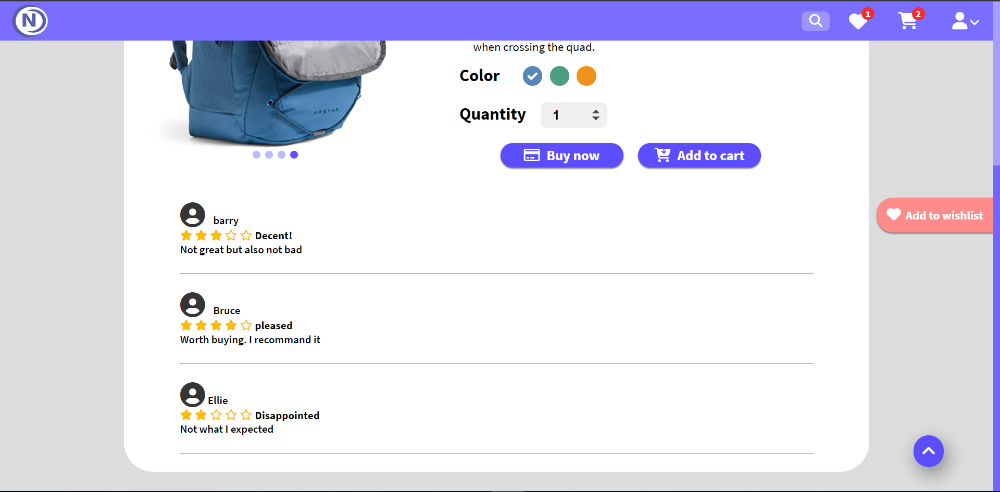 N
1
2
when crossing the quad.
Color
Quantity
1
Buy now
Add to cart
Add to wishlist
barry
Decent!
Not great but also not bad
Bruce
pleased
Worth buying. I recommand it
Ellie
Disappointed
Not what I expected